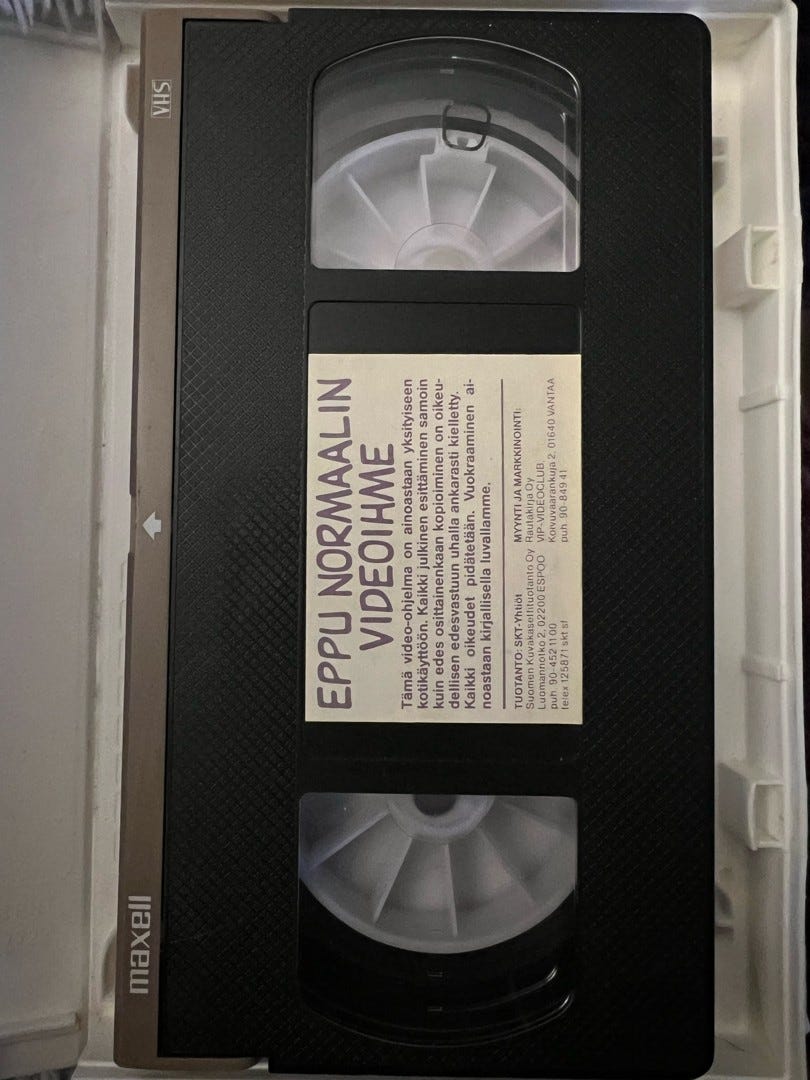 VHS
maxell
EPPU NORMAALIN
VIDEOIHME
Tämä video-ohjelma on ainoastaan yksityiseen
kotikäyttöön. Kaikki julkinen esittäminen samoin
kuin edes osittainenkaan kopioiminen on oikeu-
dellisen edesvastuun uhalla ankarasti kielletty.
Kaikki oikeudet pidätetään. Vuokraaminen ai-
noastaan kirjallisella luvallamme.
TUOTANTO: SKT-Yhtiöt
Suomen Kuvakasettituotanto Oy
Luomannotko 2, 02200 ESPOO
puh 90-452 1100
telex 125871 skt sf
MYYNTI JA MARKKINOINTI:
Rautakirja Oy
VIP-VIDEOCLUB,
Koivuvaarankuja 2, 01640 VANTAA
puh 90-849 41